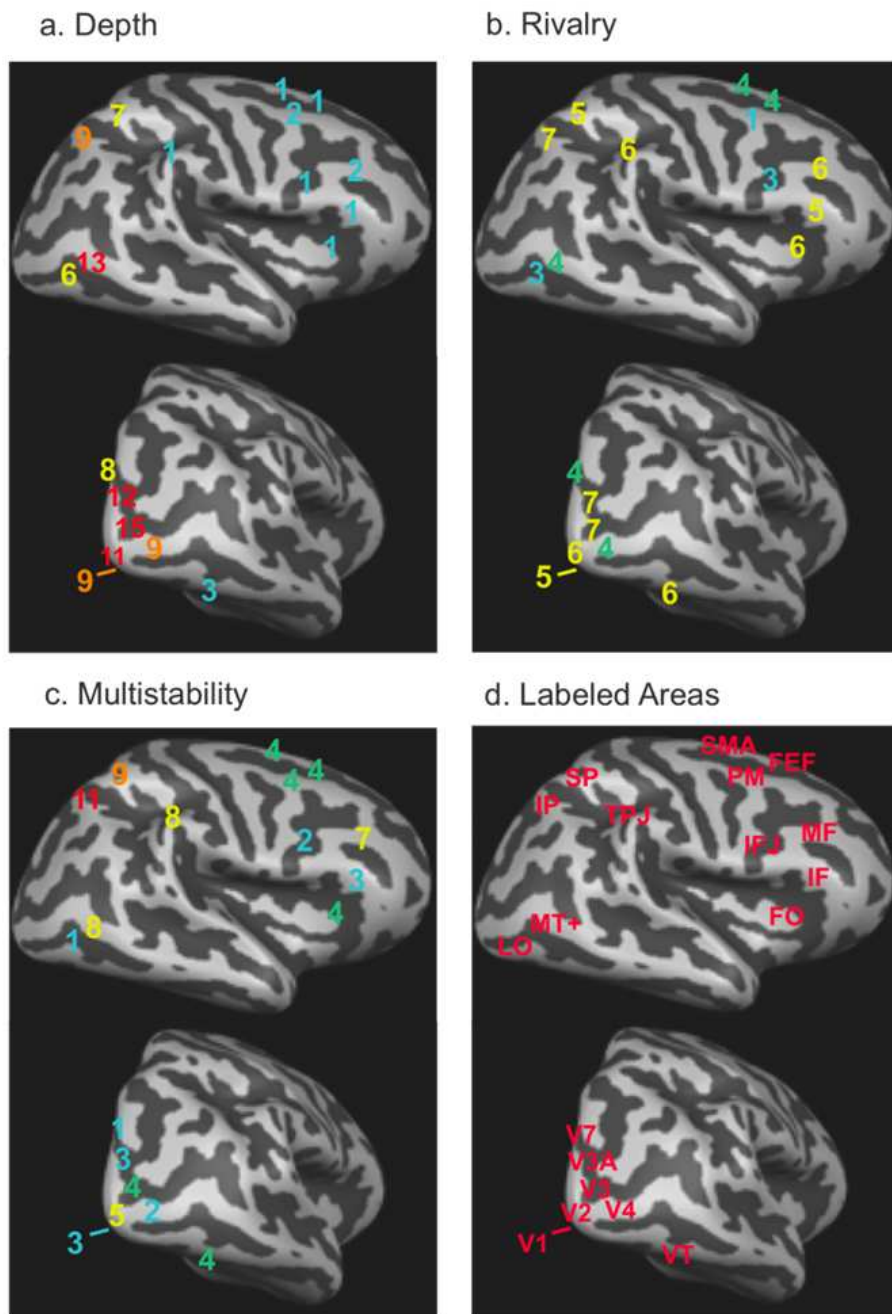 a. Depth
b. Rivalry
1 1
7 2
9 1 2
1
1
1
13
6
4 4
5 1
7 6 6
3
5
6
4
3
8
12
15
9
11
9
3
4
7
7
4
6
5
6
c. Multistability
d. Labeled Areas
4
9 4 4
11
8
2 7
3
4
8
1
SMA
FEF
SP PM
IP
TPJ MF
IFJ
IF
FO
MT+
LO
1
3
4
2
5
3
4
V7
V3A
V3
V2 V4
V1
VT